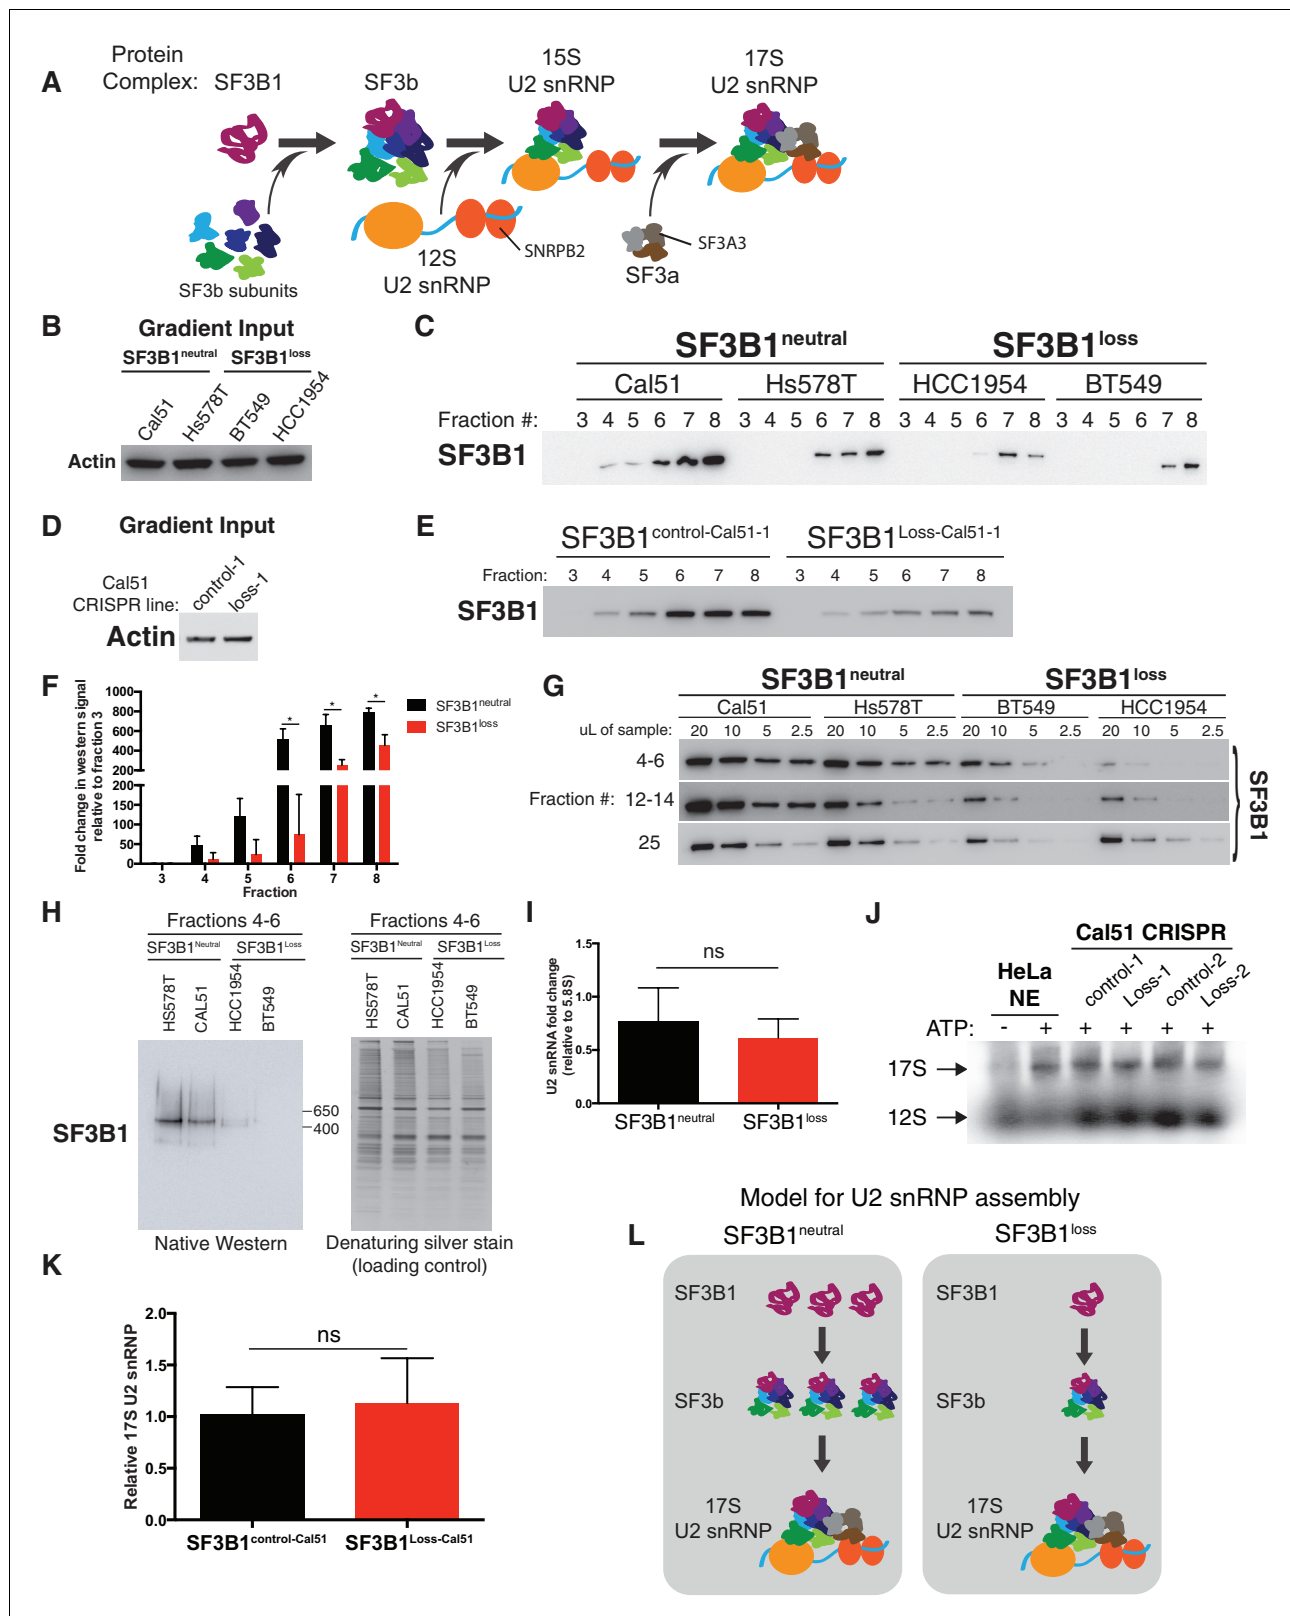 A
Protein
Complex:
SF3B1
SF3b
15S
U2 snRNP
17S
U2 snRNP
SF3b subunits
12S
U2 snRNP
SNRPB2
SF3a
SF3A3
B
Gradient Input
SF3B1neutral SF3B1loss
Cal51 Hs578T BT549 HCC1954
Actin
C
SF3B1neutral SF3B1loss
Cal51 Hs578T HCC1954 BT549
Fraction #: 3 4 5 6 7 8 3 4 5 6 7 8 3 4 5 6 7 8 3 4 5 6 7 8
SF3B1
D
Gradient Input
Cal51
CRISPR line:
control-1 loss-1
Actin
E
SF3B1control-Cal51-1 SF3B1Loss-Cal51-1
Fraction: 3 4 5 6 7 8 3 4 5 6 7 8
SF3B1
F
Fold change in western signal
relative to fraction 3
1000
800
600
400
200
200
150
100
50
0
* * *
SF3B1neutral
SF3B1loss
3 4 5 6 7 8
Fraction
G
SF3B1neutral SF3B1loss
Cal51 Hs578T BT549 HCC1954
uL of sample: 20 10 5 2.5 20 10 5 2.5 20 10 5 2.5 20 10 5 2.5
4-6
Fraction #: 12-14
25
SF3B1
H
Fractions 4-6
SF3B1Neutral SF3B1Loss
HS578T CAL51 HCC1954 BT549
SF3B1
650
400
Native Western
Fractions 4-6
SF3B1Neutral SF3B1Loss
HS578T CAL51 HCC1954 BT549
Denaturing silver stain
(loading control)
I
U2 snRNA fold change
(relative to 5.8S)
1.5
1.0
0.5
0.0
ns
SF3B1neutral SF3B1loss
J
Cal51 CRISPR
HeLa
NE
control-1 Loss-1 control-2 Loss-2
ATP: - + + + + +
17S
12S
K
Relative 17S U2 snRNP
2.0
1.5
1.0
0.5
0.0
ns
SF3B1control-Cal51 SF3B1Loss-Cal51
L
Model for U2 snRNP assembly
SF3B1neutral SF3B1loss
SF3B1
SF3b
17S
U2 snRNP
SF3B1
SF3b
17S
U2 snRNP